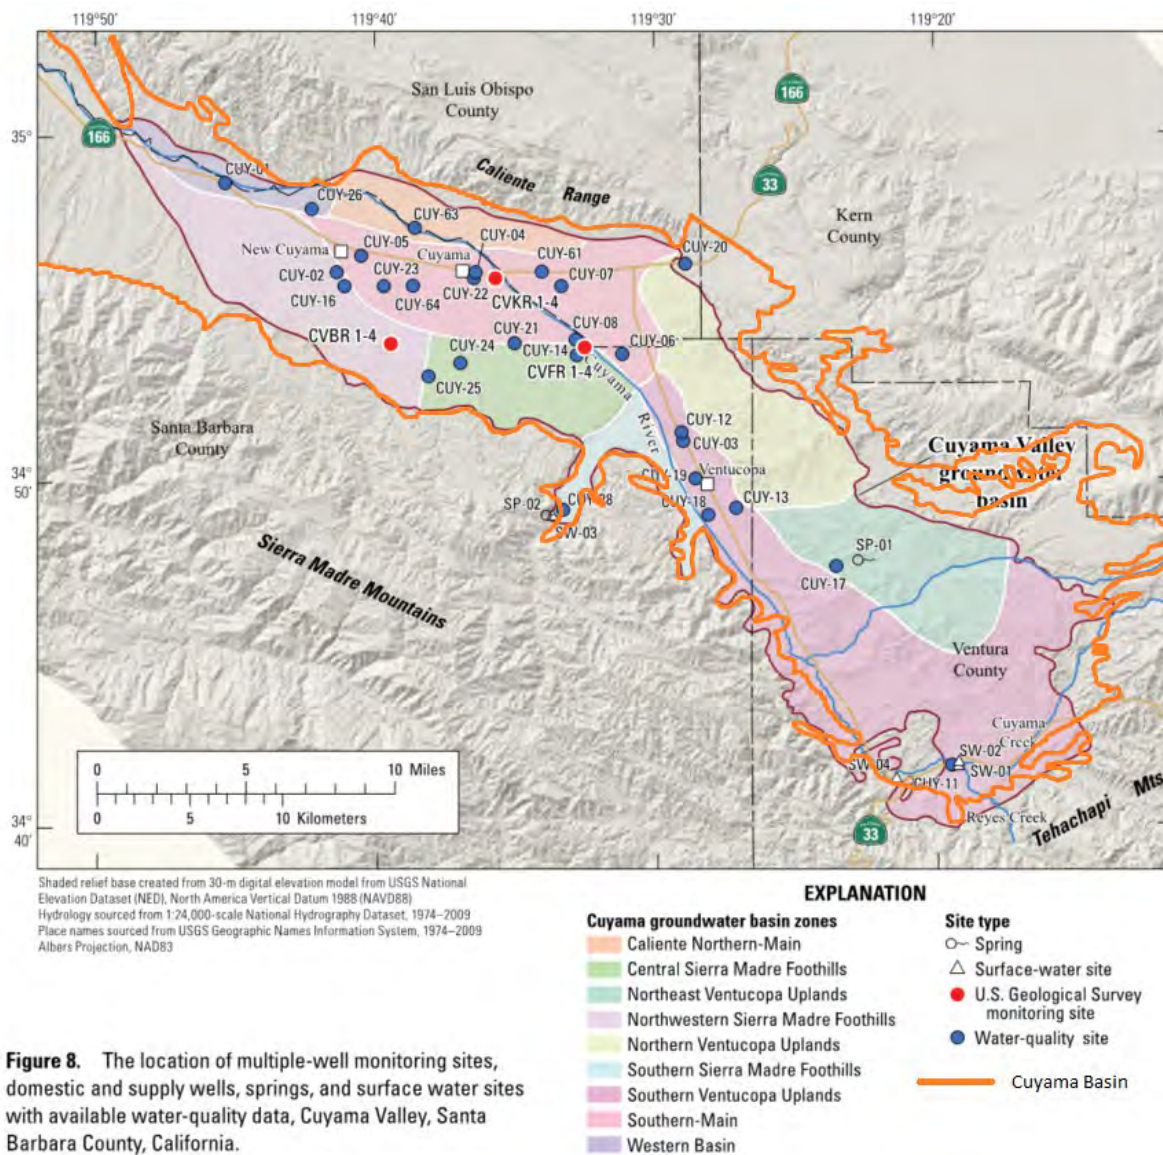 119°50'
119°40'
119°30'
119°20'
San Luis Obispo
County
166
35°
166
Caliente Range
33
Kern
County
CUY-01
CUY-26
CUY-63
CUY-04
CUY-20
New Cuyama
CUY-05
Cuyama
CUY-61
CUY-02
CUY-23
CUY-07
CUY-16
CUY-64
CUY-22
CVKR 1-4
CVBR 1-4
CUY-21
CUY-08
CUY-24
CUY-14
CUY-06
CVFR 1-4
CUY-25
Cuyama
River
Santa Barbara
County
CUY-12
CUY-03
Cuyama Valley
groundwater
basin
34°
50'
CUY-19
Ventucopa
SP-02
CUY-28
CUY-18
CUY-13
SW-03
Sierra Madre Mountains
SP-01
CUY-17
Ventura
County
Cuyama
Creek
SW-02
SW-04
SW-01
CUY-11
Reyes Creek
Tehachapi Mts
33
34°
40'
0 5 10 Miles
0 5 10 Kilometers
Shaded relief base created from 30-m digital elevation model from USGS National
Elevation Dataset (NED), North America Vertical Datum 1988 (NAVD88)
Hydrology sourced from 1:24,000-scale National Hydrography Dataset, 1974–2009
Place names sourced from USGS Geographic Names Information System, 1974–2009
Albers Projection, NAD83
EXPLANATION
Cuyama groundwater basin zones
Caliente Northern-Main
Central Sierra Madre Foothills
Northeast Ventucopa Uplands
Northwestern Sierra Madre Foothills
Northern Ventucopa Uplands
Southern Sierra Madre Foothills
Southern Ventucopa Uplands
Southern-Main
Western Basin
Site type
Spring
Surface-water site
U.S. Geological Survey
monitoring site
Water-quality site
Cuyama Basin
Figure 8. The location of multiple-well monitoring sites,
domestic and supply wells, springs, and surface water sites
with available water-quality data, Cuyama Valley, Santa
Barbara County, California.